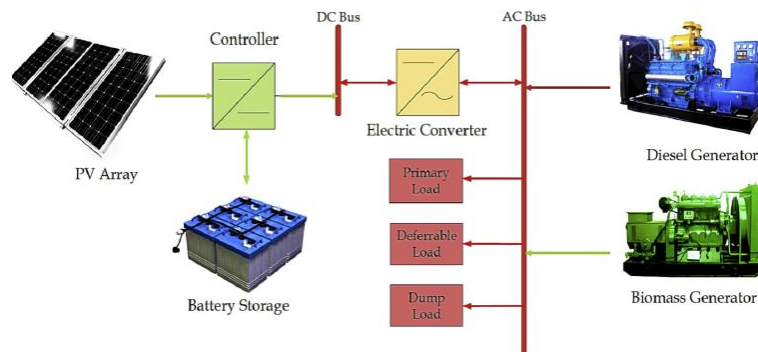 DC Bus
AC Bus
Controller
Electric Converter
PV Array
Diesel Generator
Primary
Load
Deferrable
Load
Battery Storage
Biomass Generator
Dump
Load